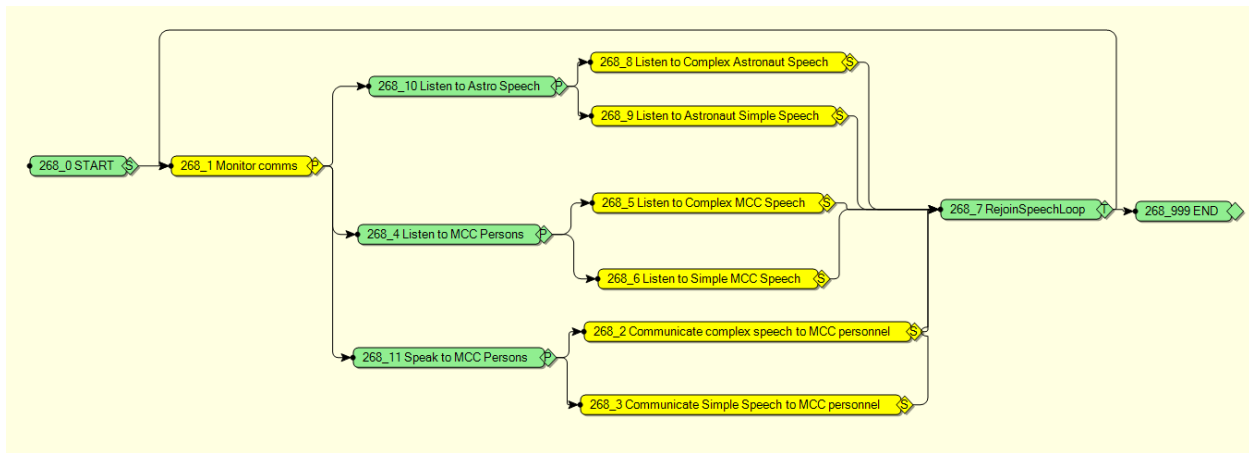 268_8 Listen to Complex Astronaut Speech S
268_10 Listen to Astro Speech P
268_9 Listen to Astronaut Simple Speech S
268_0 START S
268_1 Monitor comms P
268_5 Listen to Complex MCC Speech S
268_7 RejoinSpeechLoop T
268_999 END
268_4 Listen to MCC Persons P
268_6 Listen to Simple MCC Speech S
268_2 Communicate complex speech to MCC personnel S
268_11 Speak to MCC Persons P
268_3 Communicate Simple Speech to MCC personnel S